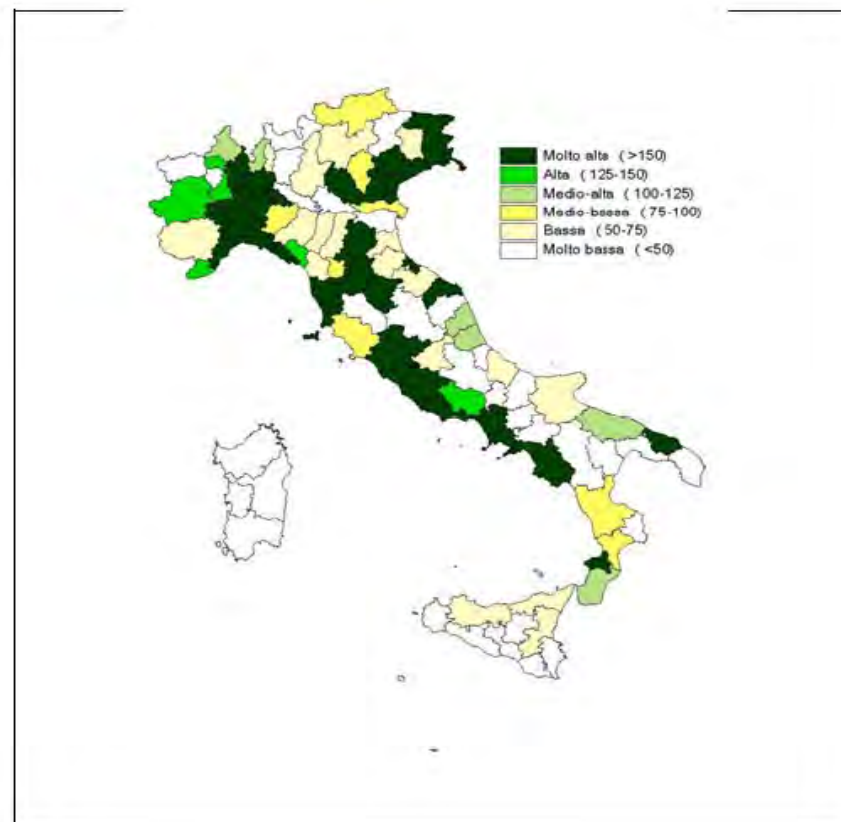 Molto alta (>150)
Alta (125-150)
Medio-alta (100-125)
Medio-bassa (75-100)
Bassa (50-75)
Molto bassa (<50)